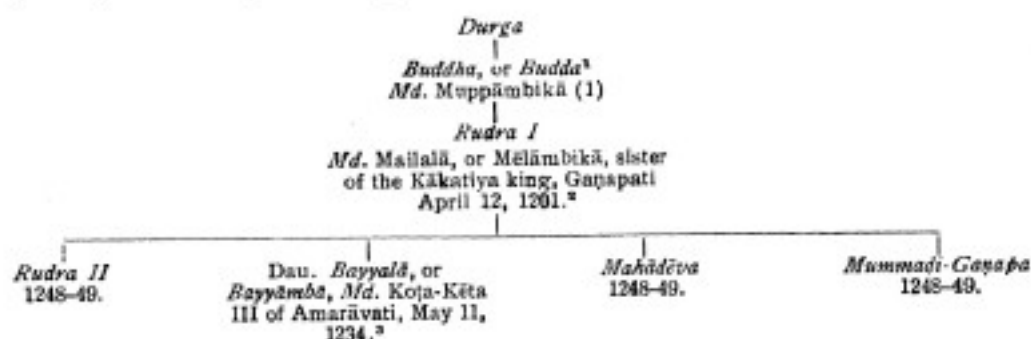 Durga
Buddha, or Budda¹
Md. Muppāmbikā (1)
Rudra I
Md. Mailalā, or Mēlāmbikā, sister
of the Kākatīya king, Gaṇapati
April 12, 1201.²
Rudra II
1248–49.
Dau. Bayyalā, or
Bayyāmbā, Md. Koṭa-Kēta
III of Amarāvati, May 11,
1234.³
Mahādēva
1248–49.
Mummaḍi-Gaṇapa
1248–49.